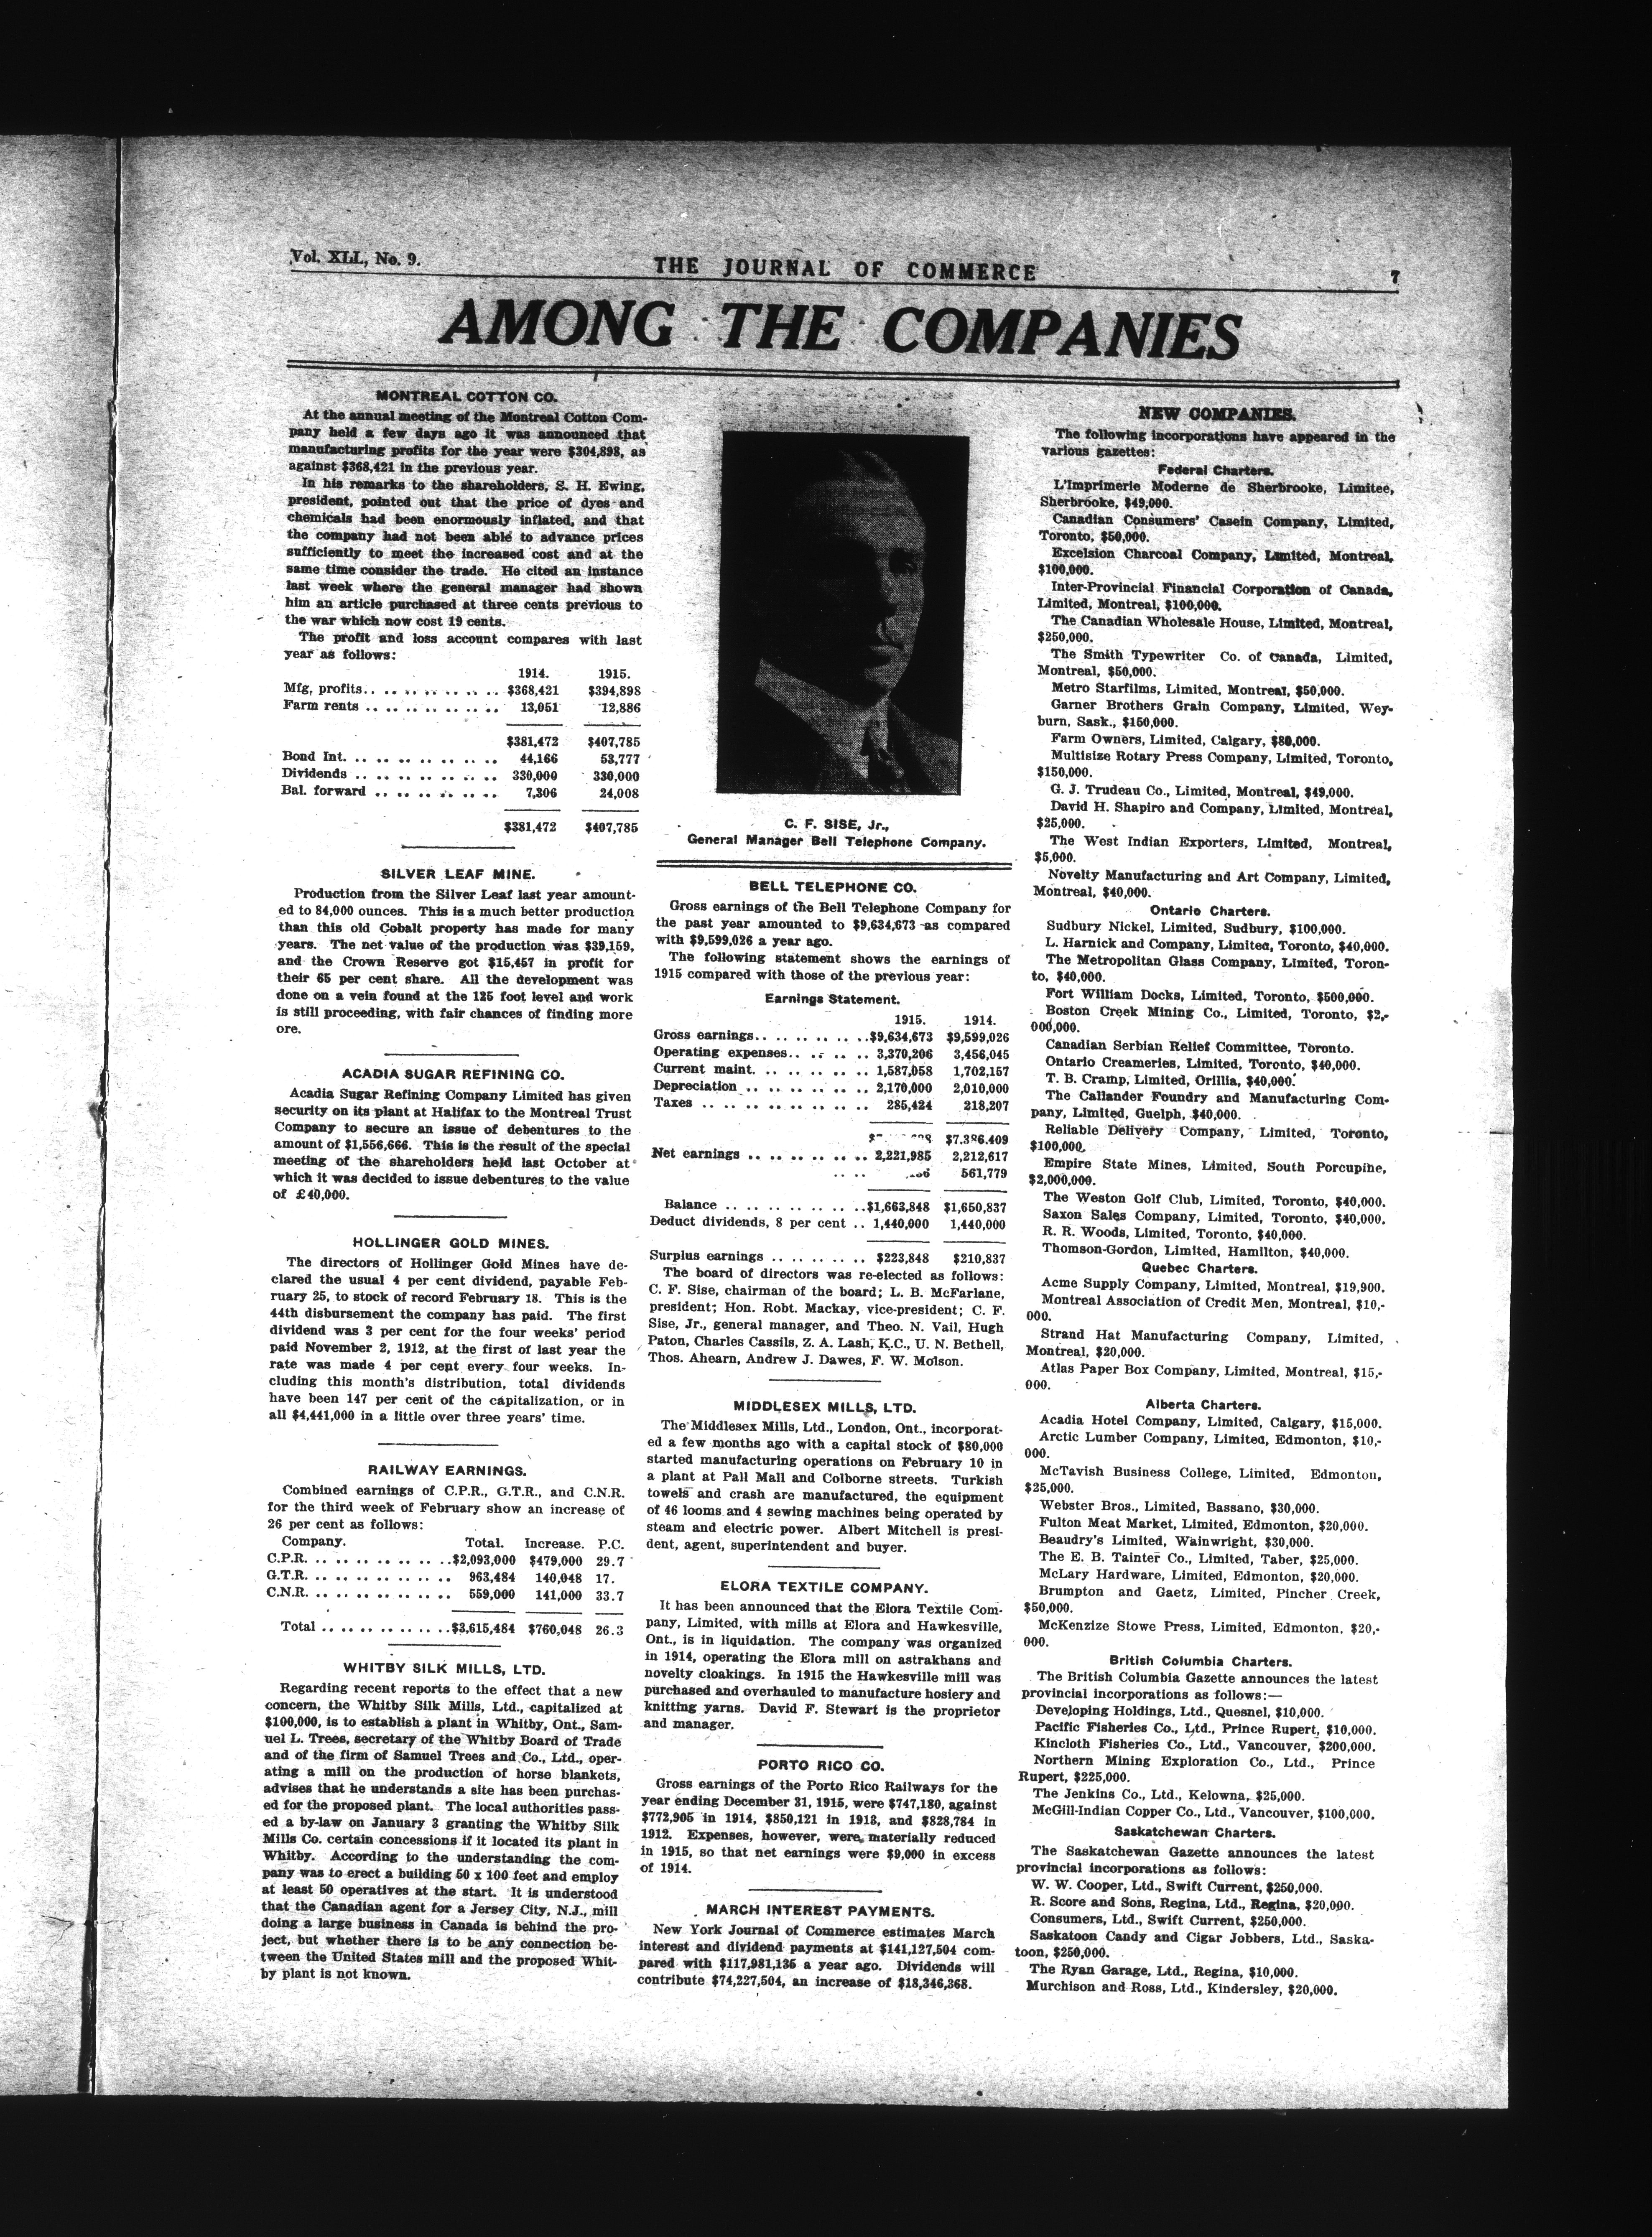 Vol. XLI., No. 9.
THE JOURNAL OF COMMERCE
7
AMONG THE COMPANIES
MONTREAL COTTON CO.
At the annual meeting of the Montreal Cotton Com-
pany held a few days ago it was announced that
manufacturing profits for the year were $304,898, as
against $368,421 in the previous year.
In his remarks to the shareholders, S. H. Ewing,
president, pointed out that the price of dyes and
chemicals had been enormously inflated, and that
the company had not been able to advance prices
sufficiently to meet the increased cost and at the
same time consider the trade. He cited an instance
last week where the general manager had shown
him an article purchased at three cents previous to
the war which now cost 19 cents.
The profit and loss account compares with last
year as follows:
1914. 1915.
Mfg. profits.. .. .. .. .. .. .. .. $368,421 $394,898
Farm rents .. .. .. .. .. .. .. .. 13,051 12,886
$381,472 $407,785
Bond Int. .. .. .. .. .. .. .. .. 44,166 53,777
Dividends .. .. .. .. .. .. .. .. 330,000 330,000
Bal. forward .. .. .. .. .. .. .. 7,306 24,008
$381,472 $407,785
SILVER LEAF MINE.
Production from the Silver Leaf last year amount-
ed to 84,000 ounces. This is a much better production
than this old Cobalt property has made for many
years. The net value of the production was $39,159,
and the Crown Reserve got $15,457 in profit for
their 65 per cent share. All the development was
done on a vein found at the 125 foot level and work
is still proceeding, with fair chances of finding more
ore.
ACADIA SUGAR REFINING CO.
Acadia Sugar Refining Company Limited has given
security on its plant at Halifax to the Montreal Trust
Company to secure an issue of debentures to the
amount of $1,556,666. This is the result of the special
meeting of the shareholders held last October at
which it was decided to issue debentures to the value
of £40,000.
HOLLINGER GOLD MINES.
The directors of Hollinger Gold Mines have de-
clared the usual 4 per cent dividend, payable Feb-
ruary 25, to stock of record February 18. This is the
44th disbursement the company has paid. The first
dividend was 3 per cent for the four weeks' period
paid November 2, 1912, at the first of last year the
rate was made 4 per cent every four weeks. In-
cluding this month's distribution, total dividends
have been 147 per cent of the capitalization, or in
all $4,441,000 in a little over three years' time.
RAILWAY EARNINGS.
Combined earnings of C.P.R., G.T.R., and C.N.R.
for the third week of February show an increase of
26 per cent as follows:
Company. Total. Increase. P.C.
C.P.R. .. .. .. .. .. .. .. ..$2,093,000 $479,000 29.7
G.T.R. .. .. .. .. .. .. .. .. 963,484 140,048 17.
C.N.R. .. .. .. .. .. .. .. .. 559,000 141,000 33.7
Total .. .. .. .. .. .. .. ..$3,615,484 $760,048 26.3
WHITBY SILK MILLS, LTD.
Regarding recent reports to the effect that a new
concern, the Whitby Silk Mills, Ltd., capitalized at
$100,000, is to establish a plant in Whitby, Ont., Sam-
uel L. Trees, secretary of the Whitby Board of Trade
and of the firm of Samuel Trees and Co., Ltd., oper-
ating a mill on the production of horse blankets,
advises that he understands a site has been purchas-
ed for the proposed plant. The local authorities pass-
ed a by-law on January 3 granting the Whitby Silk
Mills Co. certain concessions if it located its plant in
Whitby. According to the understanding the com-
pany was to erect a building 50 x 100 feet and employ
at least 50 operatives at the start. It is understood
that the Canadian agent for a Jersey City, N.J., mill
doing a large business in Canada is behind the pro-
ject, but whether there is to be any connection be-
tween the United States mill and the proposed Whit-
by plant is not known.
C. F. SISE, Jr.,
General Manager Bell Telephone Company.
BELL TELEPHONE CO.
Gross earnings of the Bell Telephone Company for
the past year amounted to $9,634,673 as compared
with $9,599,026 a year ago.
The following statement shows the earnings of
1915 compared with those of the previous year:
Earnings Statement.
1915. 1914.
Gross earnings.. .. .. .. .. ..$9,634,673 $9,599,026
Operating expenses.. .. .. .. .. 3,370,206 3,456,045
Current maint. .. .. .. .. .. .. 1,587,058 1,702,157
Depreciation .. .. .. .. .. .. .. 2,170,000 2,010,000
Taxes .. .. .. .. .. .. .. .. .. 285,424 218,207
$7,386,409
Net earnings .. .. .. .. .. .. .. 2,221,985 2,212,617
.. .. 561,779
Balance .. .. .. .. .. .. .. ..$1,663,848 $1,650,837
Deduct dividends, 8 per cent .. 1,440,000 1,440,000
Surplus earnings .. .. .. .. .. $223,848 $210,837
The board of directors was re-elected as follows:
C. F. Sise, chairman of the board; L. B. McFarlane,
president; Hon. Robt. Mackay, vice-president; C. F.
Sise, Jr., general manager, and Theo. N. Vail, Hugh
Paton, Charles Cassils, Z. A. Lash, K.C., U. N. Bethell,
Thos. Ahearn, Andrew J. Dawes, F. W. Molson.
MIDDLESEX MILLS, LTD.
The Middlesex Mills, Ltd., London, Ont., incorporat-
ed a few months ago with a capital stock of $80,000
started manufacturing operations on February 10 in
a plant at Pall Mall and Colborne streets. Turkish
towels and crash are manufactured, the equipment
of 46 looms and 4 sewing machines being operated by
steam and electric power. Albert Mitchell is presi-
dent, agent, superintendent and buyer.
ELORA TEXTILE COMPANY.
It has been announced that the Elora Textile Com-
pany, Limited, with mills at Elora and Hawkesville,
Ont., is in liquidation. The company was organized
in 1914, operating the Elora mill on astrakhans and
novelty cloakings. In 1915 the Hawkesville mill was
purchased and overhauled to manufacture hosiery and
knitting yarns. David F. Stewart is the proprietor
and manager.
PORTO RICO CO.
Gross earnings of the Porto Rico Railways for the
year ending December 31, 1915, were $747,180, against
$772,905 in 1914, $850,121 in 1913, and $828,784 in
1912. Expenses, however, were materially reduced
in 1915, so that net earnings were $9,000 in excess
of 1914.
MARCH INTEREST PAYMENTS.
New York Journal of Commerce estimates March
interest and dividend payments at $141,127,504 com-
pared with $117,981,135 a year ago. Dividends will
contribute $74,227,504, an increase of $18,346,368.
NEW COMPANIES.
The following incorporations have appeared in the
various gazettes:
Federal Charters.
L'Imprimerie Moderne de Sherbrooke, Limitee,
Sherbrooke, $49,000.
Canadian Consumers' Casein Company, Limited,
Toronto, $50,000.
Excelsion Charcoal Company, Limited, Montreal,
$100,000.
Inter-Provincial Financial Corporation of Canada,
Limited, Montreal, $100,000.
The Canadian Wholesale House, Limited, Montreal,
$250,000.
The Smith Typewriter Co. of Canada, Limited,
Montreal, $50,000.
Metro Starfilms, Limited, Montreal, $50,000.
Garner Brothers Grain Company, Limited, Wey-
burn, Sask., $150,000.
Farm Owners, Limited, Calgary, $80,000.
Multisize Rotary Press Company, Limited, Toronto,
$150,000.
G. J. Trudeau Co., Limited, Montreal, $49,000.
David H. Shapiro and Company, Limited, Montreal,
$25,000.
The West Indian Exporters, Limited, Montreal,
$5,000.
Novelty Manufacturing and Art Company, Limited,
Montreal, $40,000.
Ontario Charters.
Sudbury Nickel, Limited, Sudbury, $100,000.
L. Harnick and Company, Limited, Toronto, $40,000.
The Metropolitan Glass Company, Limited, Toron-
to, $40,000.
Fort William Docks, Limited, Toronto, $500,000.
Boston Creek Mining Co., Limited, Toronto, $2,-
000,000.
Canadian Serbian Relief Committee, Toronto.
Ontario Creameries, Limited, Toronto, $40,000.
T. B. Cramp, Limited, Orillia, $40,000.
The Callander Foundry and Manufacturing Com-
pany, Limited, Guelph, $40,000.
Reliable Delivery Company, Limited, Toronto,
$100,000.
Empire State Mines, Limited, South Porcupine,
$2,000,000.
The Weston Golf Club, Limited, Toronto, $40,000.
Saxon Sales Company, Limited, Toronto, $40,000.
R. R. Woods, Limited, Toronto, $40,000.
Thomson-Gordon, Limited, Hamilton, $40,000.
Quebec Charters.
Acme Supply Company, Limited, Montreal, $19,900.
Montreal Association of Credit Men, Montreal, $10,-
000.
Strand Hat Manufacturing Company, Limited,
Montreal, $20,000.
Atlas Paper Box Company, Limited, Montreal, $15,-
000.
Alberta Charters.
Acadia Hotel Company, Limited, Calgary, $15,000.
Arctic Lumber Company, Limited, Edmonton, $10,-
000.
McTavish Business College, Limited, Edmonton,
$25,000.
Webster Bros., Limited, Bassano, $30,000.
Fulton Meat Market, Limited, Edmonton, $20,000.
Beaudry's Limited, Wainwright, $30,000.
The E. B. Tainter Co., Limited, Taber, $25,000.
McLary Hardware, Limited, Edmonton, $20,000.
Brumpton and Gaetz, Limited, Pincher Creek,
$50,000.
McKenzize Stowe Press, Limited, Edmonton, $20,-
000.
British Columbia Charters.
The British Columbia Gazette announces the latest
provincial incorporations as follows:—
Developing Holdings, Ltd., Quesnel, $10,000.
Pacific Fisheries Co., Ltd., Prince Rupert, $10,000.
Kincloth Fisheries Co., Ltd., Vancouver, $200,000.
Northern Mining Exploration Co., Ltd., Prince
Rupert, $225,000.
The Jenkins Co., Ltd., Kelowna, $25,000.
McGill-Indian Copper Co., Ltd., Vancouver, $100,000.
Saskatchewan Charters.
The Saskatchewan Gazette announces the latest
provincial incorporations as follows:
W. W. Cooper, Ltd., Swift Current, $250,000.
R. Score and Sons, Regina, Ltd., Regina, $20,000.
Consumers, Ltd., Swift Current, $250,000.
Saskatoon Candy and Cigar Jobbers, Ltd., Saska-
toon, $250,000.
The Ryan Garage, Ltd., Regina, $10,000.
Murchison and Ross, Ltd., Kindersley, $20,000.